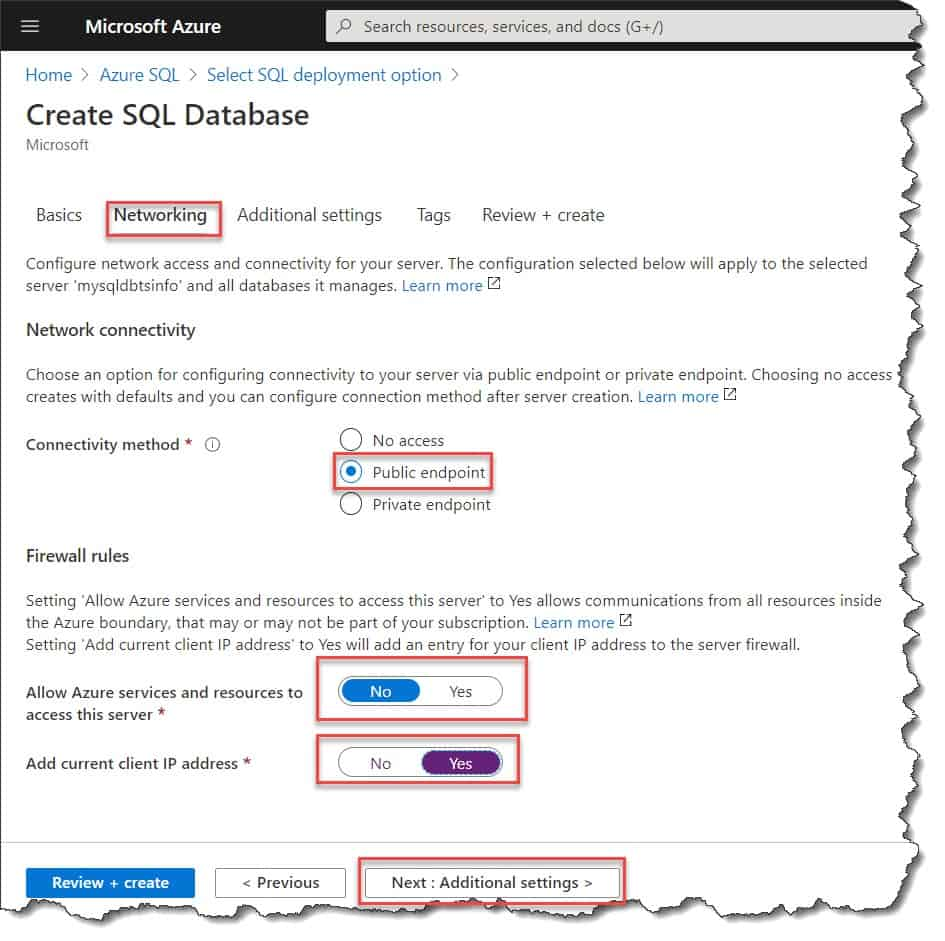 Microsoft Azure
Search resources, services, and docs (G+/)
Home > Azure SQL > Select SQL deployment option >
Create SQL Database
Microsoft
Basics Networking Additional settings Tags Review + create
Configure network access and connectivity for your server. The configuration selected below will apply to the selected
server 'mysqldbtsinfo' and all databases it manages. Learn more
Network connectivity
Choose an option for configuring connectivity to your server via public endpoint or private endpoint. Choosing no access
creates with defaults and you can configure connection method after server creation. Learn more
Connectivity method *
No access
Public endpoint
Private endpoint
Firewall rules
Setting 'Allow Azure services and resources to access this server' to Yes allows communications from all resources inside
the Azure boundary, that may or may not be part of your subscription. Learn more
Setting 'Add current client IP address' to Yes will add an entry for your client IP address to the server firewall.
Allow Azure services and resources to
access this server *
No Yes
Add current client IP address *
No Yes
Review + create
< Previous
Next : Additional settings >